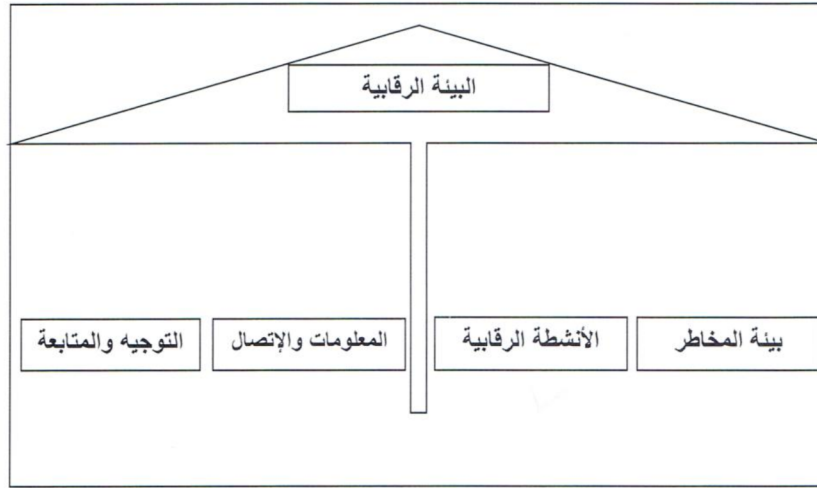 البيئة الرقابية
بيئة المخاطر
الأنشطة الرقابية
المعلومات والإتصال
التوجيه والمتابعة